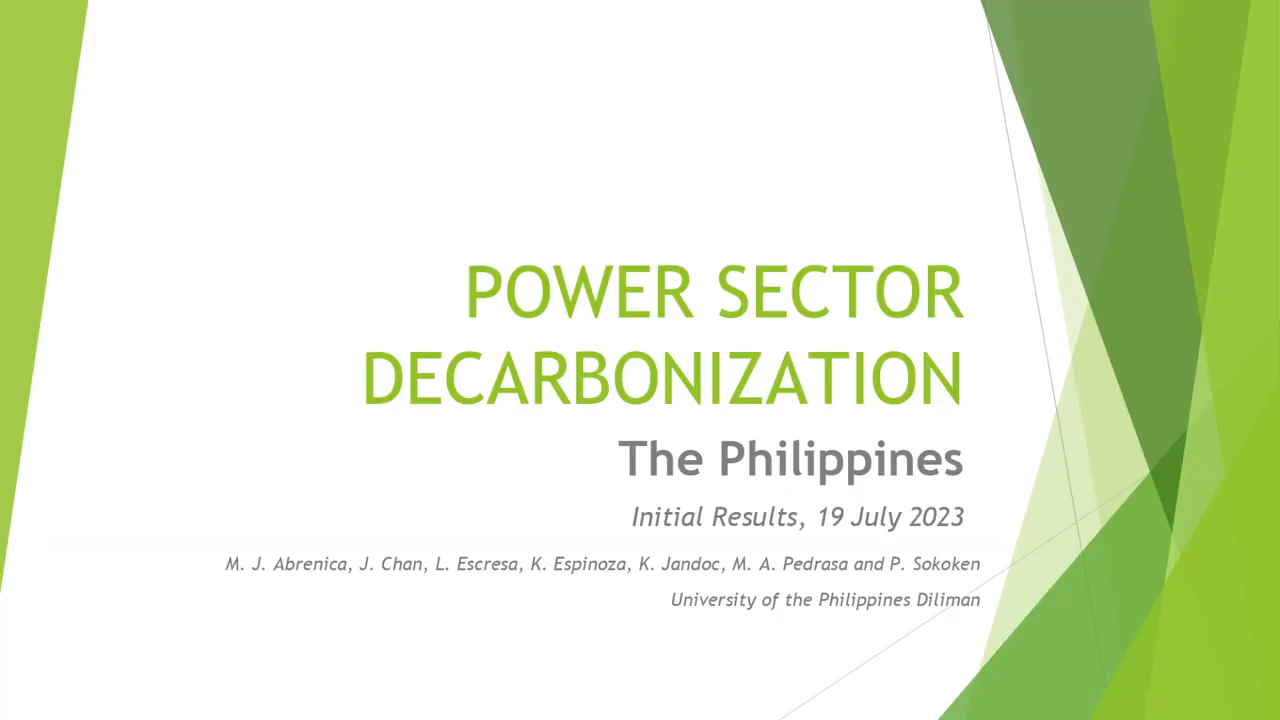 POWER SECTOR
DECARBONIZATION
The Philippines
Initial Results, 19 July 2023
M. J. Abrenica, J. Chan, L. Escresa, K. Espinoza, K. Jandoc, M. A. Pedrasa and P. Sokoken
University of the Philippines Diliman